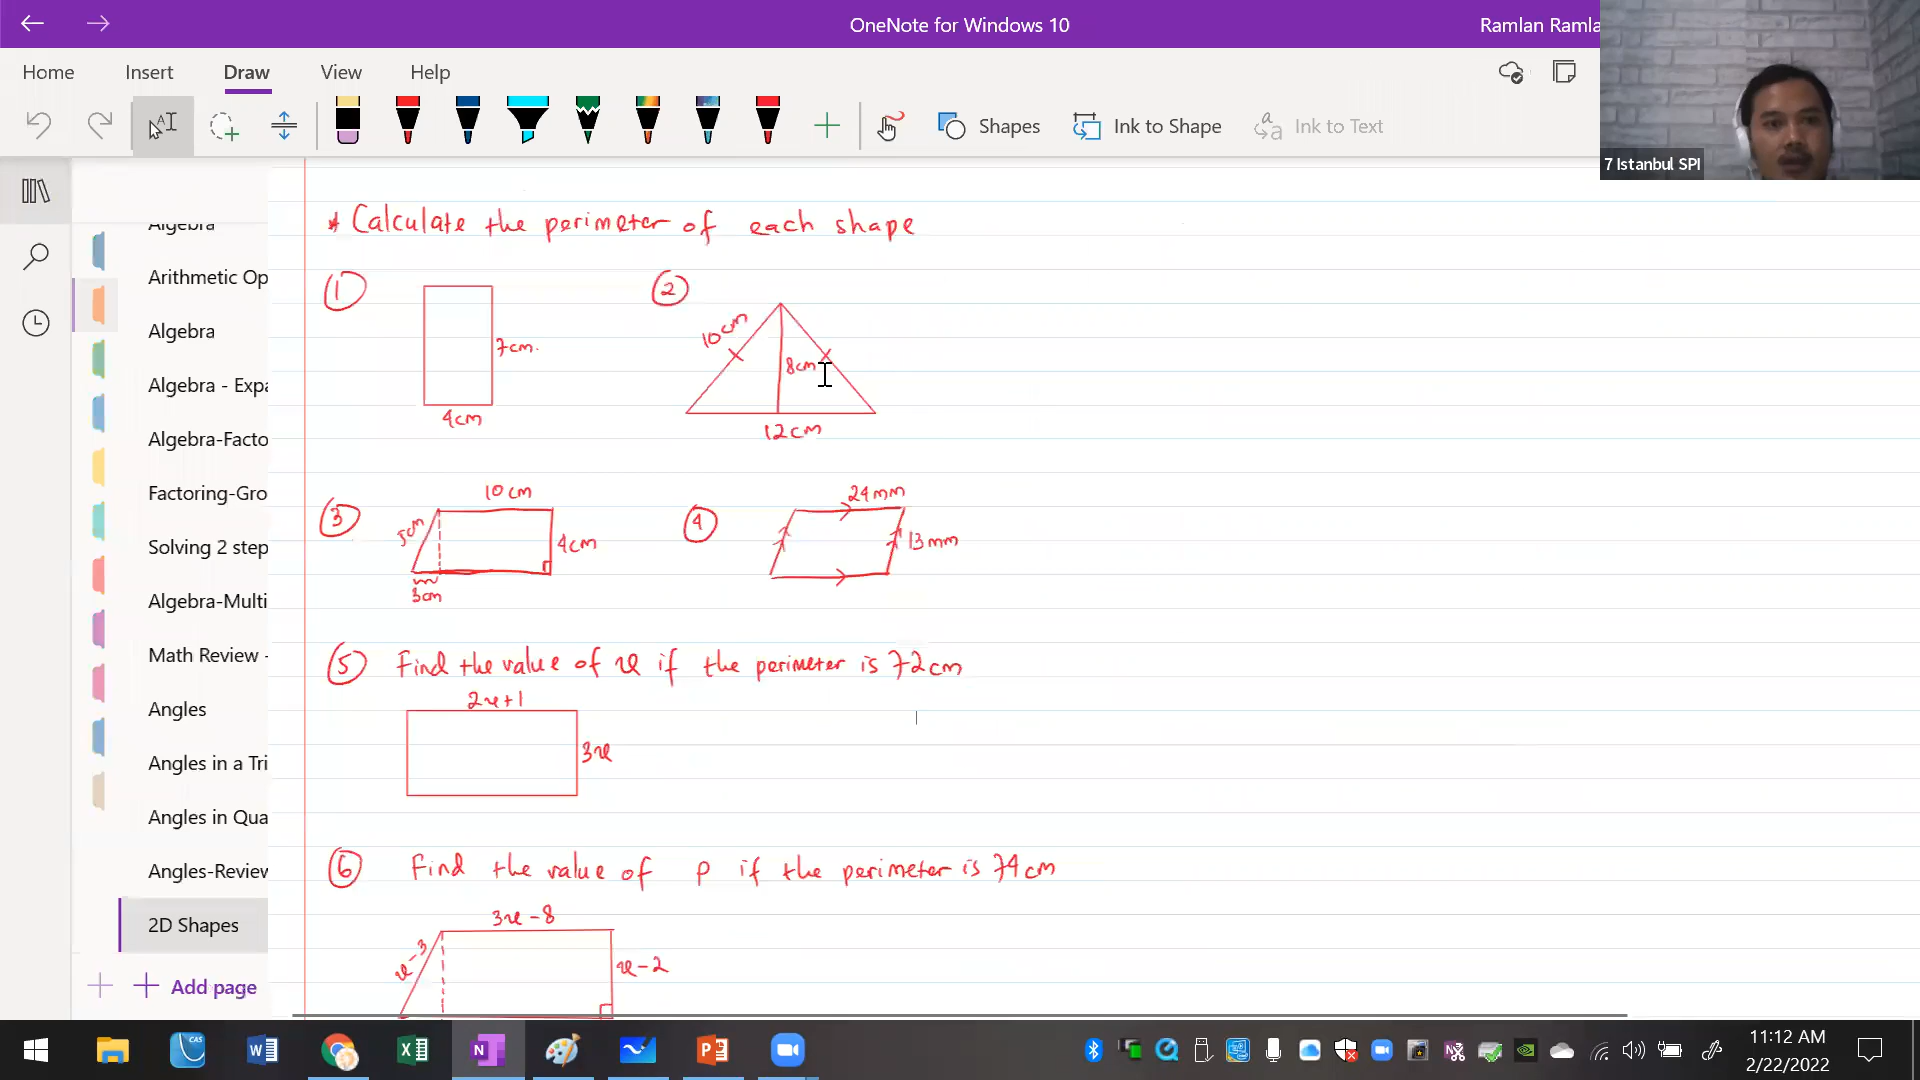 OneNote for Windows 10
Ramlan Ramla
Home Insert Draw View Help
Shapes Ink to Shape Ink to Text
7 Istanbul SPI
Algebra
Arithmetic Op
Algebra
Algebra - Expa
Algebra-Facto
Factoring-Gro
Solving 2 step
Algebra-Multi
Math Review -
Angles
Angles in a Tri
Angles in Qua
Angles-Review
2D Shapes
Add page
* Calculate the perimeter of each shape
1
7cm.
4cm
2
10cm
8cm
12cm
3
10cm
5cm
4cm
3cm
4
24mm
13mm
5 Find the value of x if the perimeter is 72cm
2x+1
3x
6 Find the value of p if the perimeter is 74cm
3x-8
x-3
x-2
11:12 AM
2/22/2022